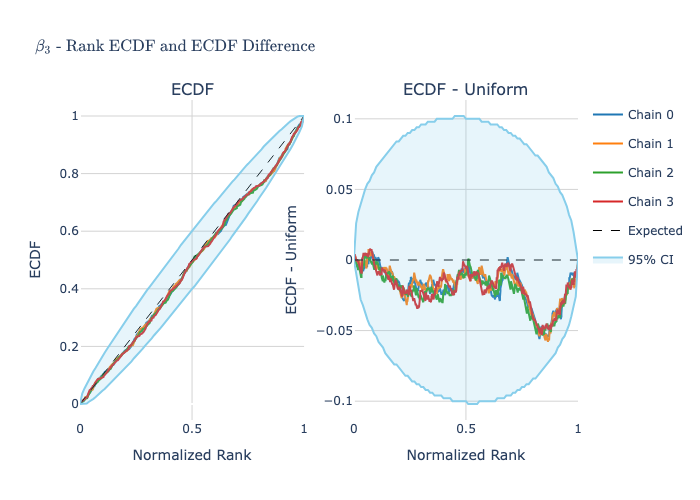 β₃ - Rank ECDF and ECDF Difference
ECDF
ECDF
1
0.8
0.6
0.4
0.2
0
0
0.5
1
Normalized Rank
ECDF - Uniform
ECDF - Uniform
0.1
0.05
0
−0.05
−0.1
0
0.5
1
Normalized Rank
Chain 0
Chain 1
Chain 2
Chain 3
Expected
95% CI